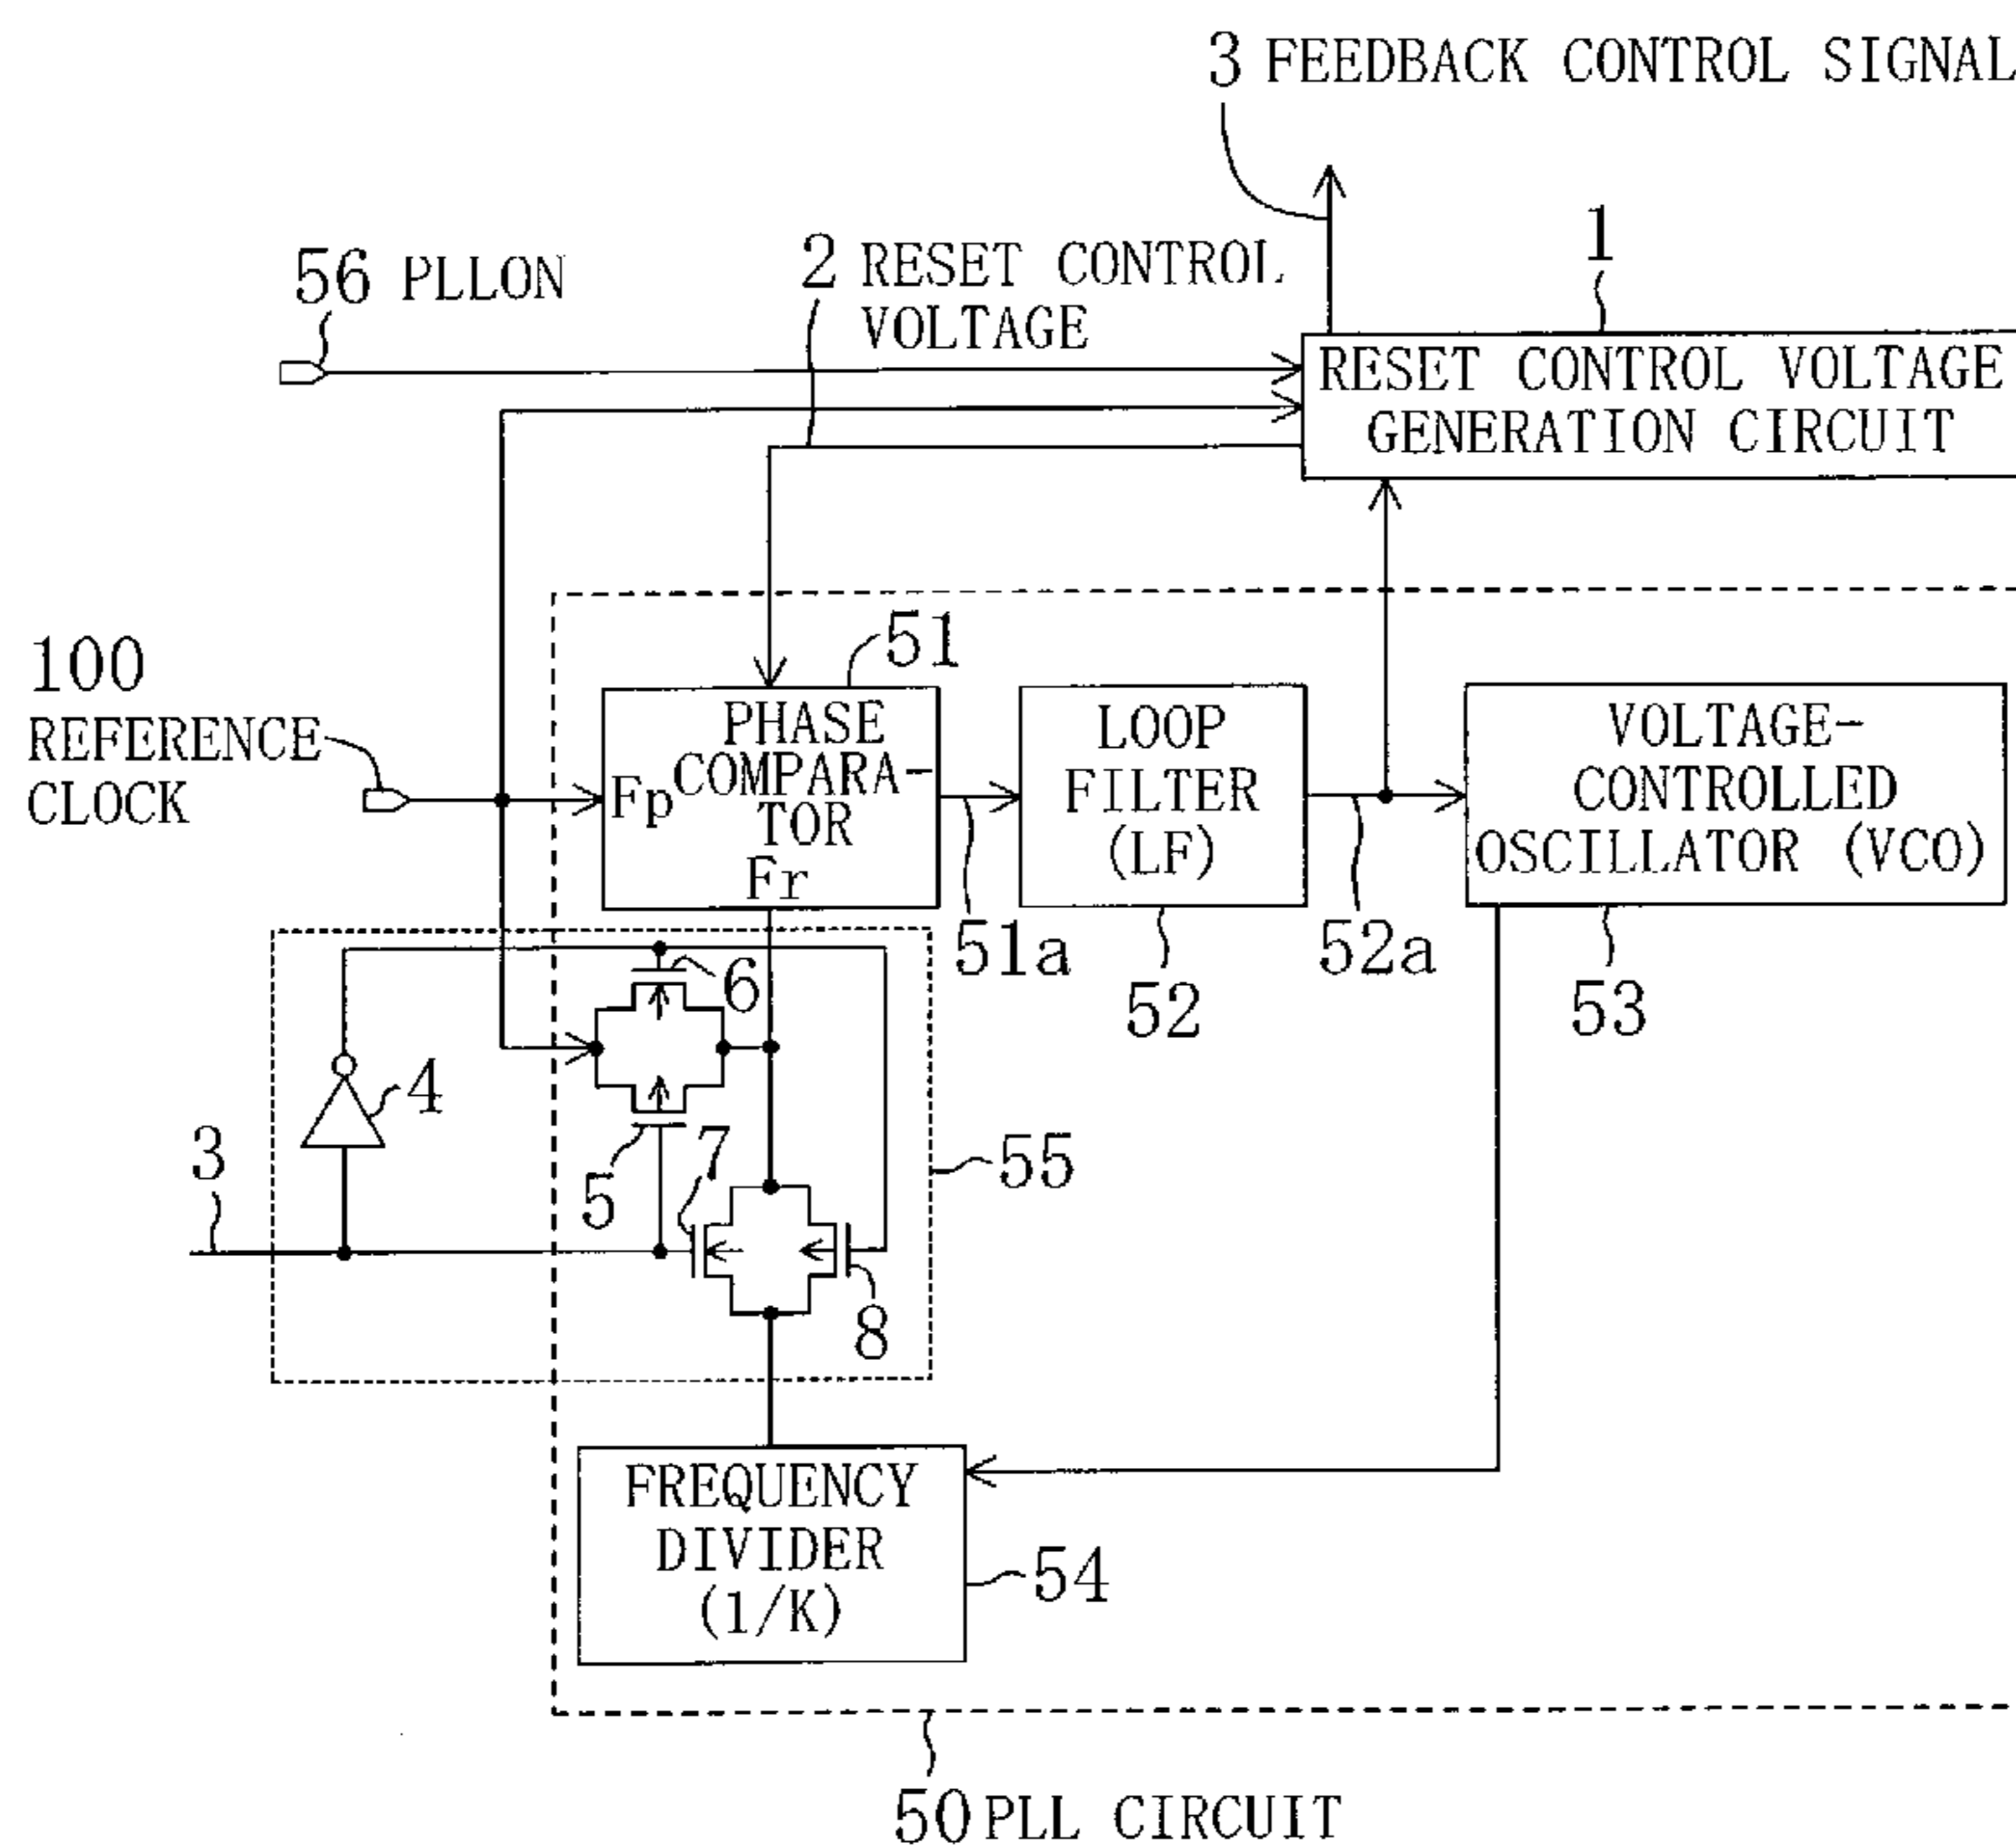 3 FEEDBACK CONTROL SIGNAL
1
2 RESET CONTROL
VOLTAGE
56 PLLON
RESET CONTROL VOLTAGE
GENERATION CIRCUIT
51
100
REFERENCE
CLOCK
PHASE
COMPARA-
TOR
Fp
Fr
LOOP
FILTER
(LF)
VOLTAGE-
CONTROLLED
OSCILLATOR (VCO)
51a
52
52a
53
6
4
3
5
7
55
8
FREQUENCY
DIVIDER
(1/K)
54
50 PLL CIRCUIT